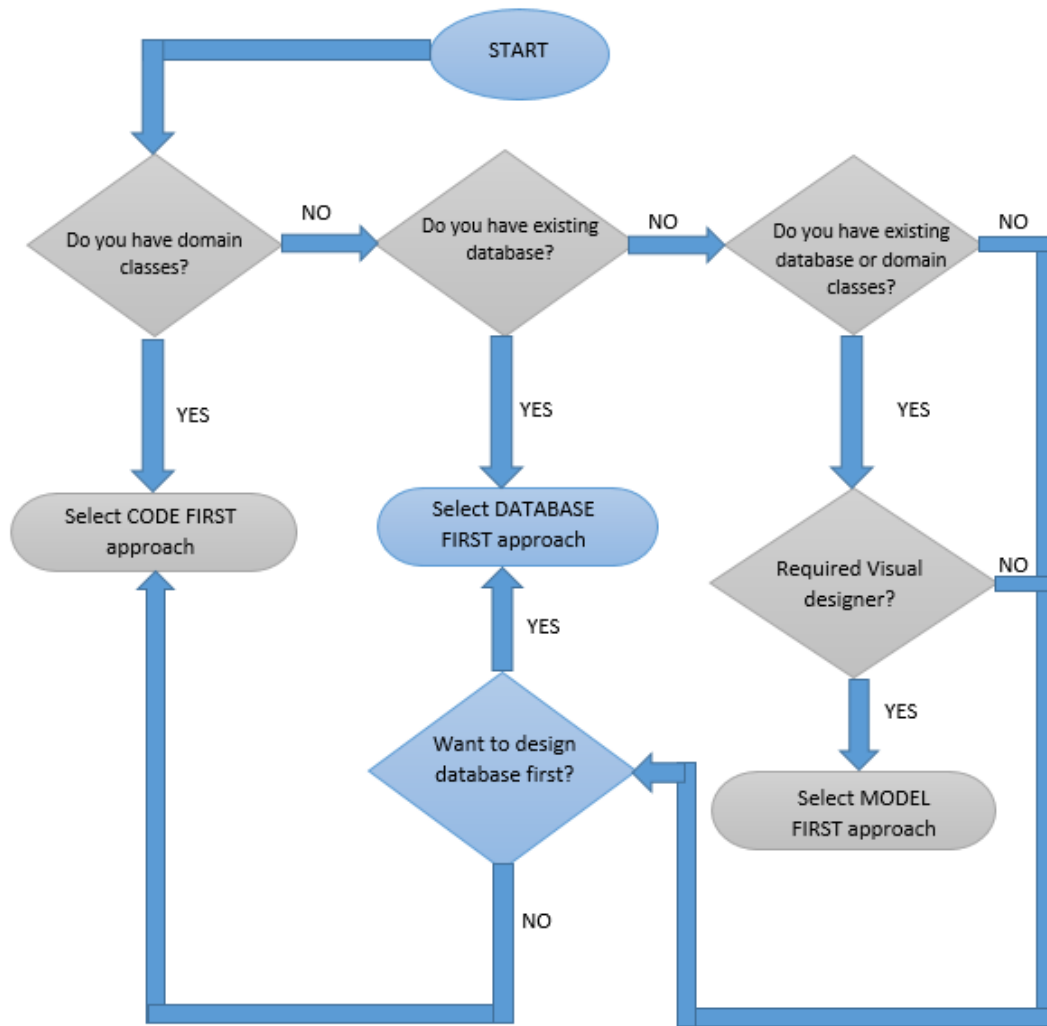 START
NO
NO
NO
Do you have domain
classes?
Do you have existing
database?
Do you have existing
database or domain
classes?
YES
YES
YES
Select CODE FIRST
approach
Select DATABASE
FIRST approach
Required Visual
designer?
NO
YES
YES
Want to design
database first?
Select MODEL
FIRST approach
NO